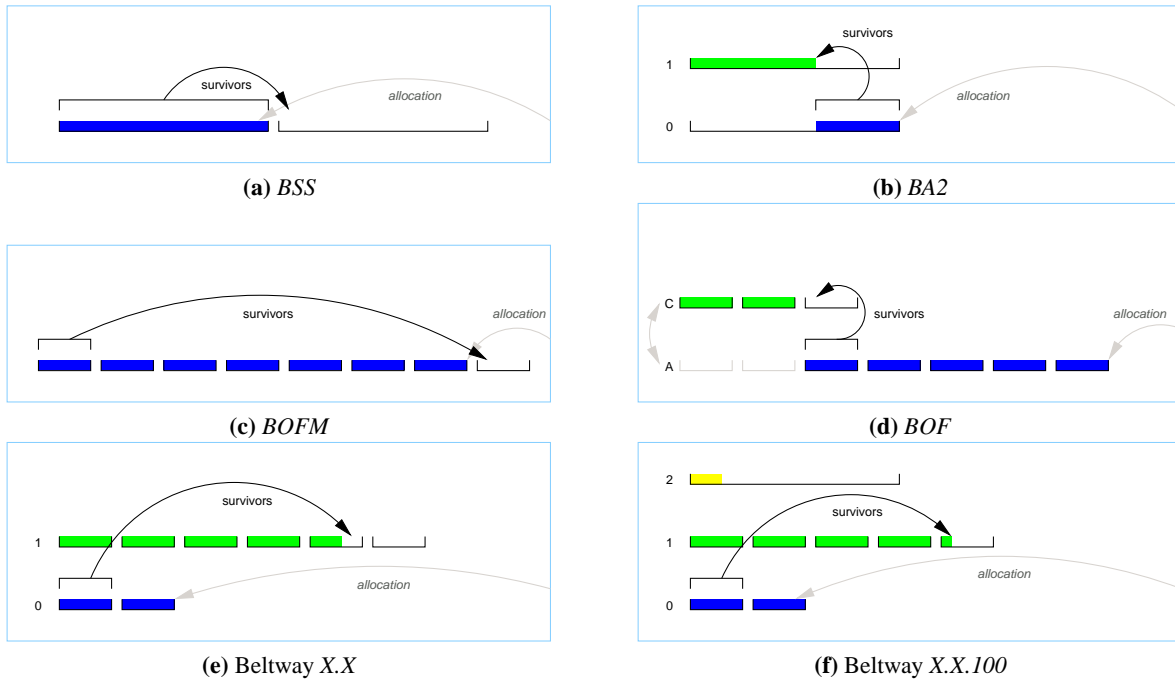 survivors
allocation
(a) BSS
survivors
1
allocation
0
(b) BA2
survivors
allocation
(c) BOFM
C
survivors
allocation
A
(d) BOF
survivors
1
allocation
0
(e) Beltway X.X
2
survivors
1
allocation
0
(f) Beltway X.X.100